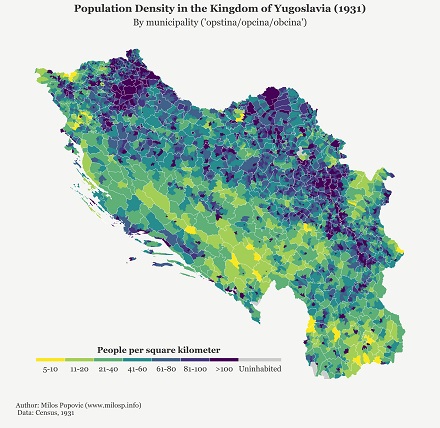 Population Density in the Kingdom of Yugoslavia (1931)
By municipality ('opstina/opcina/obcina')
People per square kilometer
5-10 11-20 21-40 41-60 61-80 81-100 >100 Uninhabited
Author: Milos Popovic (www.milosp.info)
Data: Census, 1931